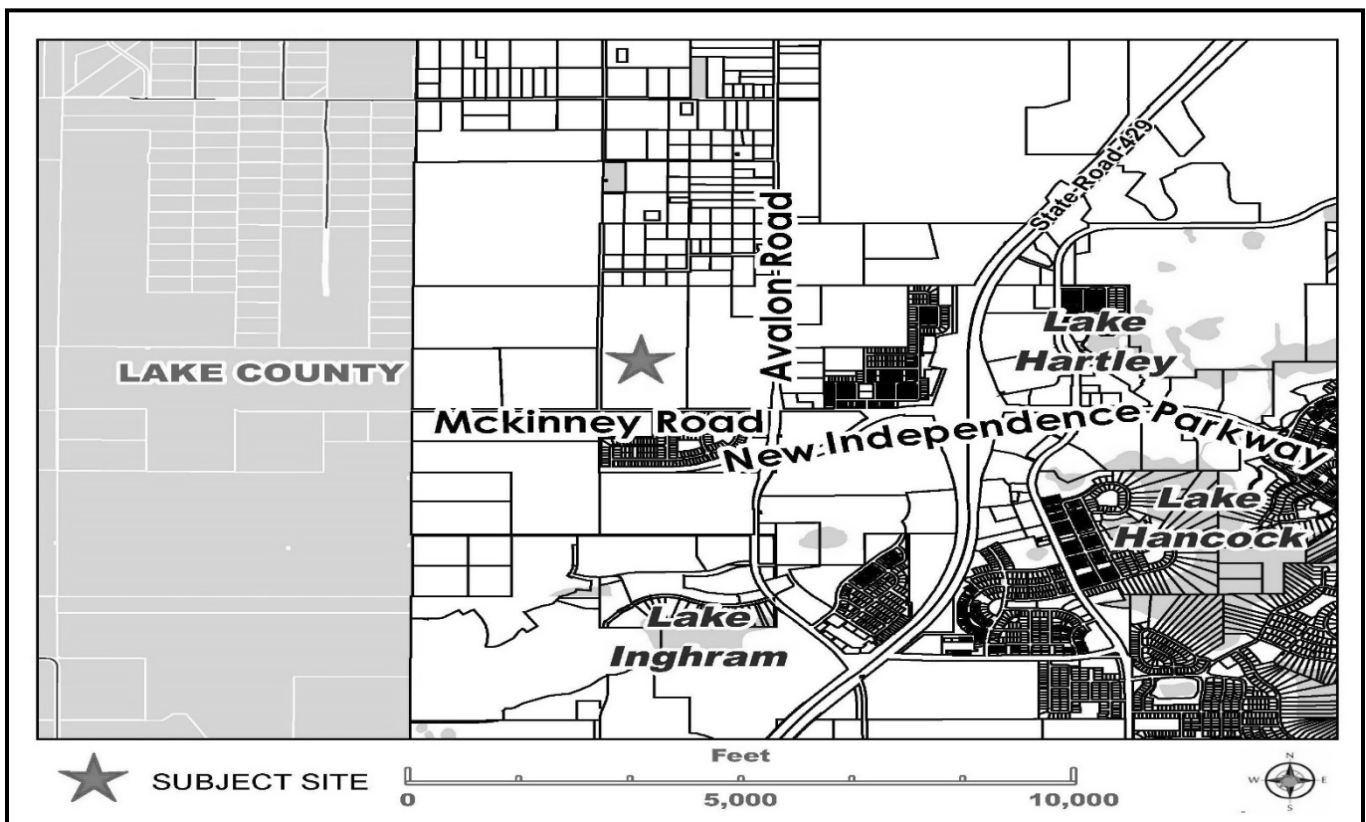 State Road 429
Avalon Road
Lake
Hartley
LAKE COUNTY
Mckinney Road
New Independence Parkway
Lake
Hancock
Lake
Inghram
SUBJECT SITE
Feet
0
5,000
10,000
N
W
E
S